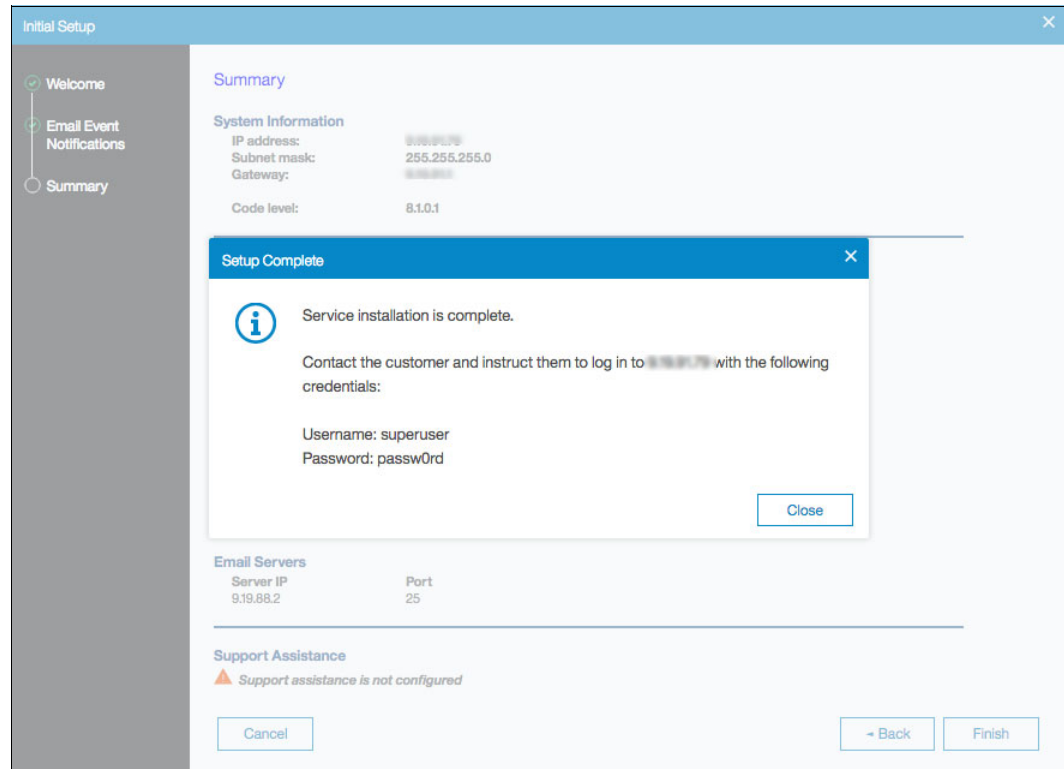 Initial Setup
Welcome
Email Event
Notifications
Summary
Summary
System Information
IP address:
Subnet mask: 255.255.255.0
Gateway:
Code level: 8.1.0.1
Setup Complete
Service installation is complete.
Contact the customer and instruct them to log in to with the following
credentials:
Username: superuser
Password: passw0rd
Close
Email Servers
Server IP Port
9.19.88.2 25
Support Assistance
Support assistance is not configured
Cancel
Back
Finish